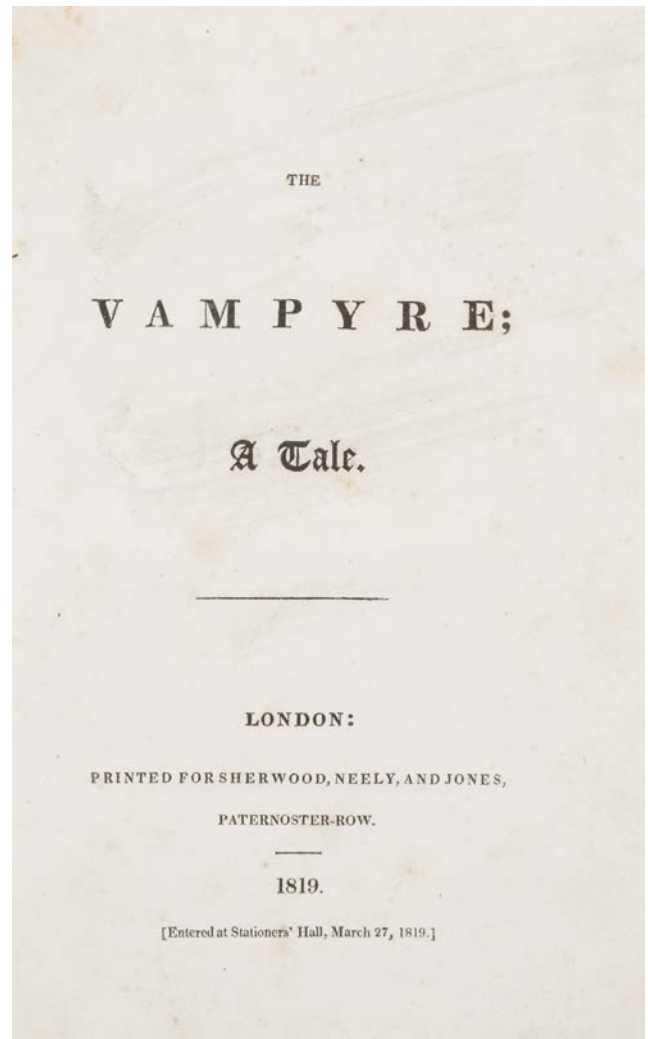 THE
VAMPYRE;
A Tale.
LONDON:
PRINTED FOR SHERWOOD, NEELY, AND JONES,
PATERNOSTER-ROW.
1819.
[Entered at Stationers' Hall, March 27, 1819.]